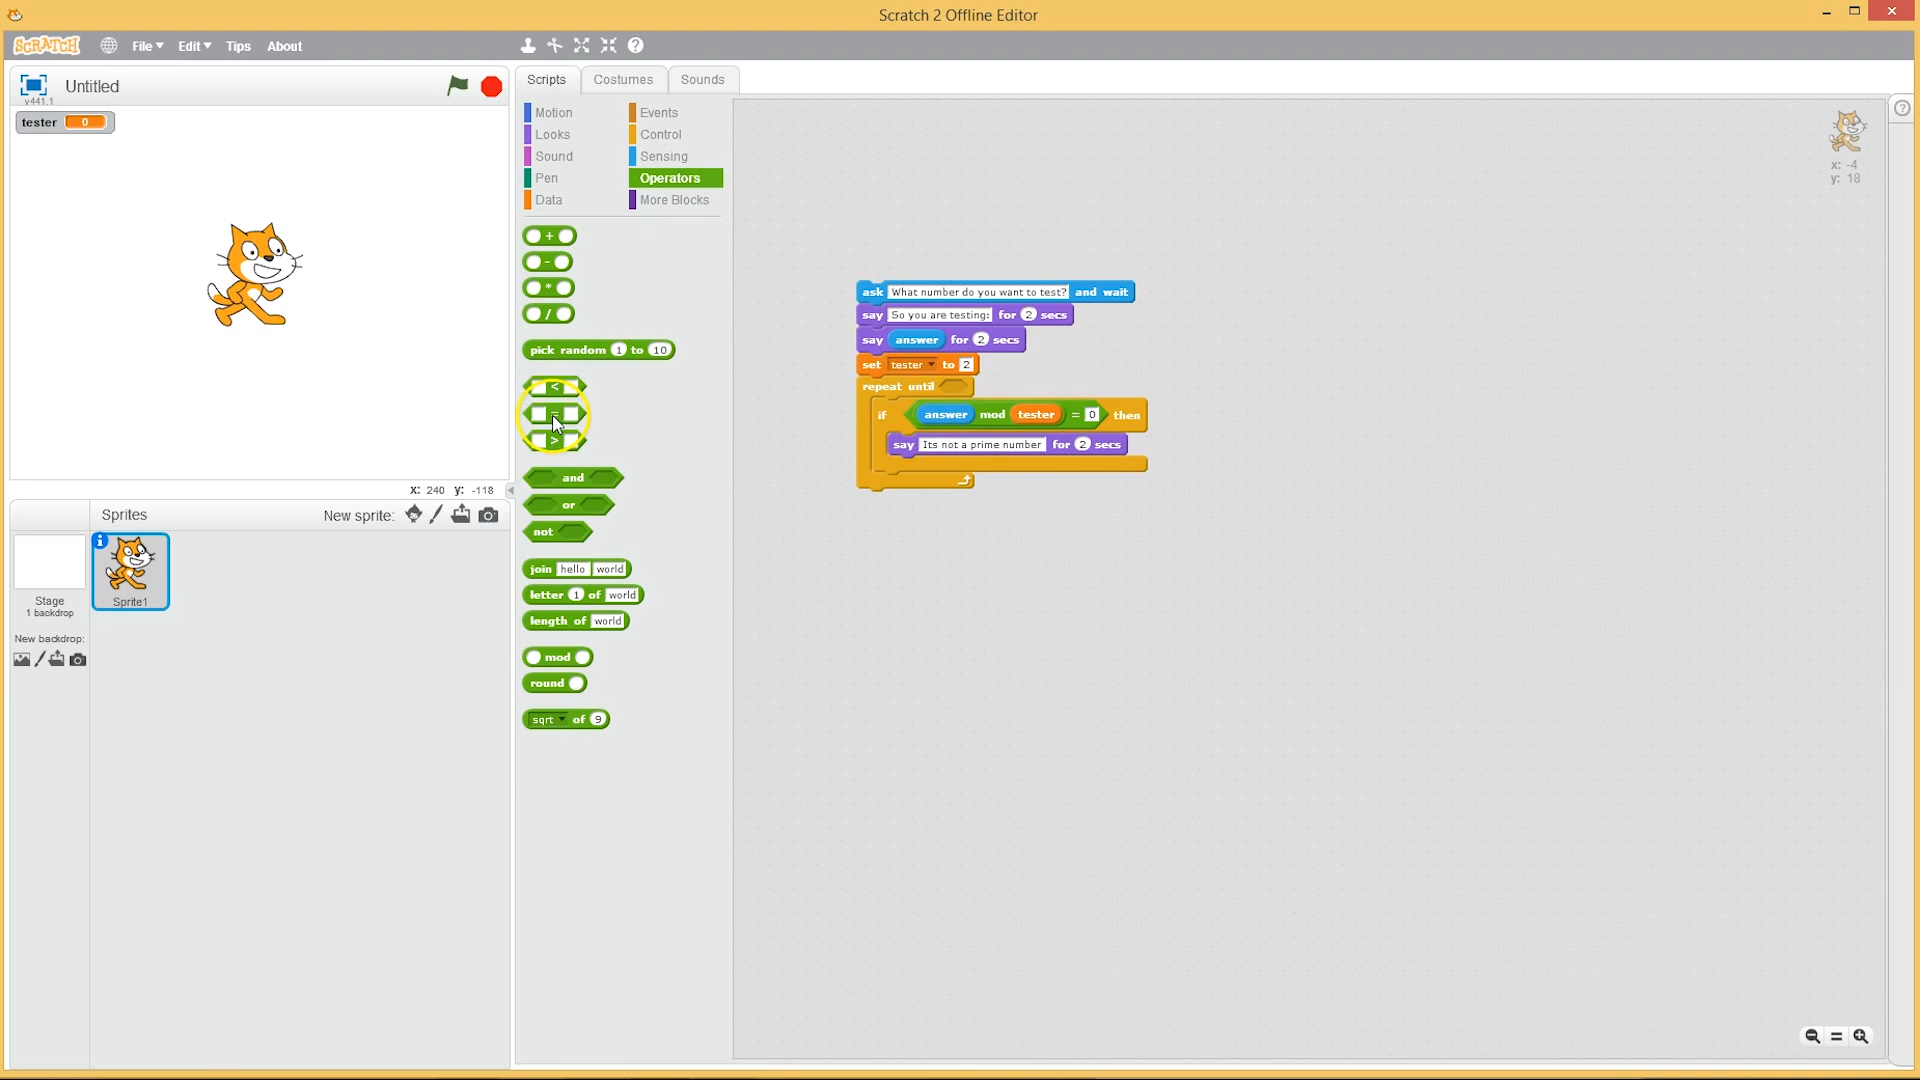 Scratch 2 Offline Editor
SCRATCH File Edit Tips About
v441.1
Untitled
tester 0
x: 240 y: -118
Sprites New sprite:
Stage
1 backdrop
New backdrop:
Sprite1
Scripts Costumes Sounds
Motion Events
Looks Control
Sound Sensing
Pen Operators
Data More Blocks
+
-
*
/
pick random 1 to 10
<
=
>
and
or
not
join hello world
letter 1 of world
length of world
mod
round
sqrt of 9
ask What number do you want to test? and wait
say So you are testing: for 2 secs
say answer for 2 secs
set tester to 2
repeat until
if answer mod tester = 0 then
say Its not a prime number for 2 secs
x: -4
y: 18